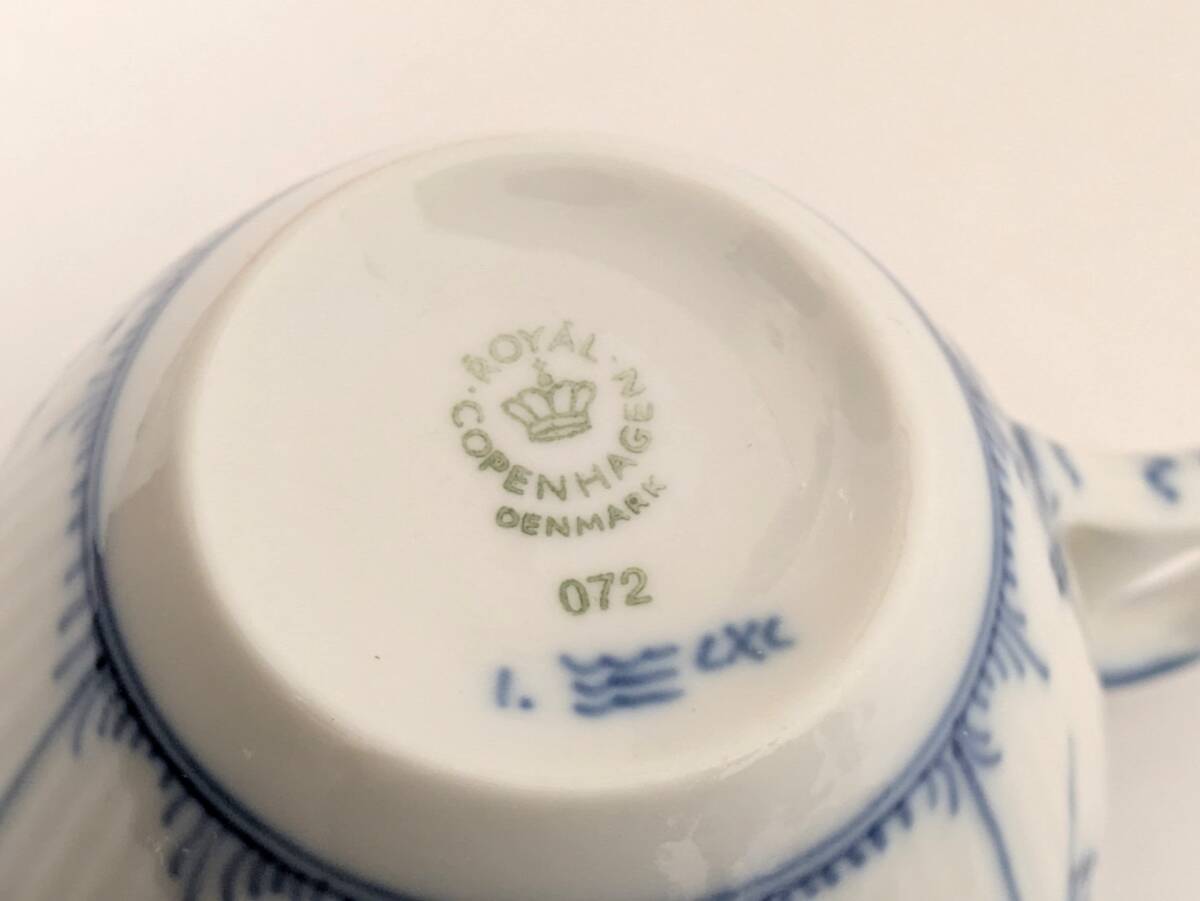 ROYAL
COPENHAGEN
DENMARK
072
1.